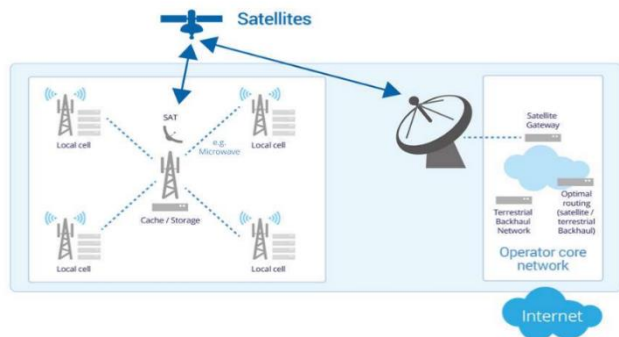 Satellites
Local cell
SAT
Local cell
e.g.
Microwave
Cache / Storage
Local cell
Local cell
Satellite
Gateway
Terrestrial
Backhaul
Network
Optimal
routing
(satellite /
terrestrial
Backhaul)
Operator core
network
Internet